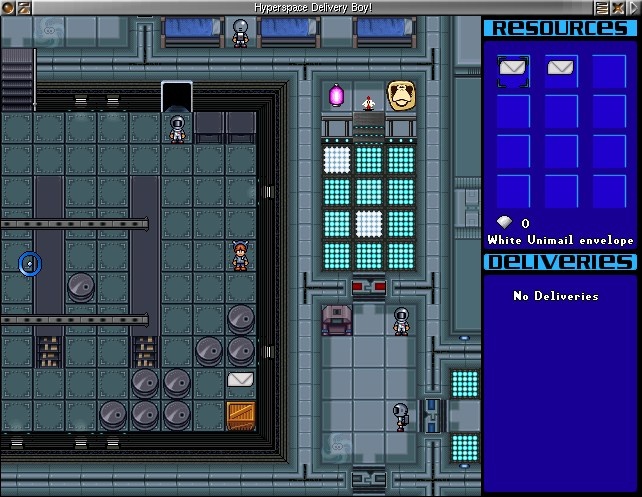 Hyperspace Delivery Boy!
RESOURCES
0
White Unimail envelope
DELIVERIES
No Deliveries